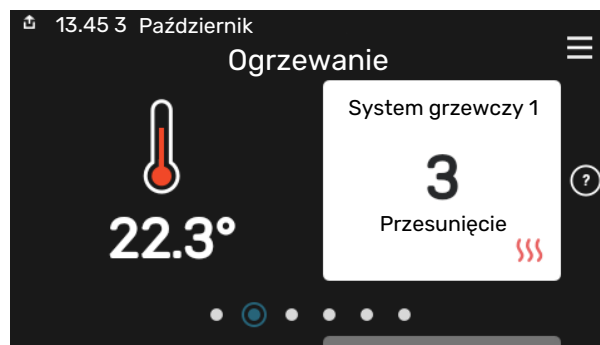 13.45 3 Październik
Ogrzewanie
System grzewczy 1
3
Przesunięcie
22.3°
?